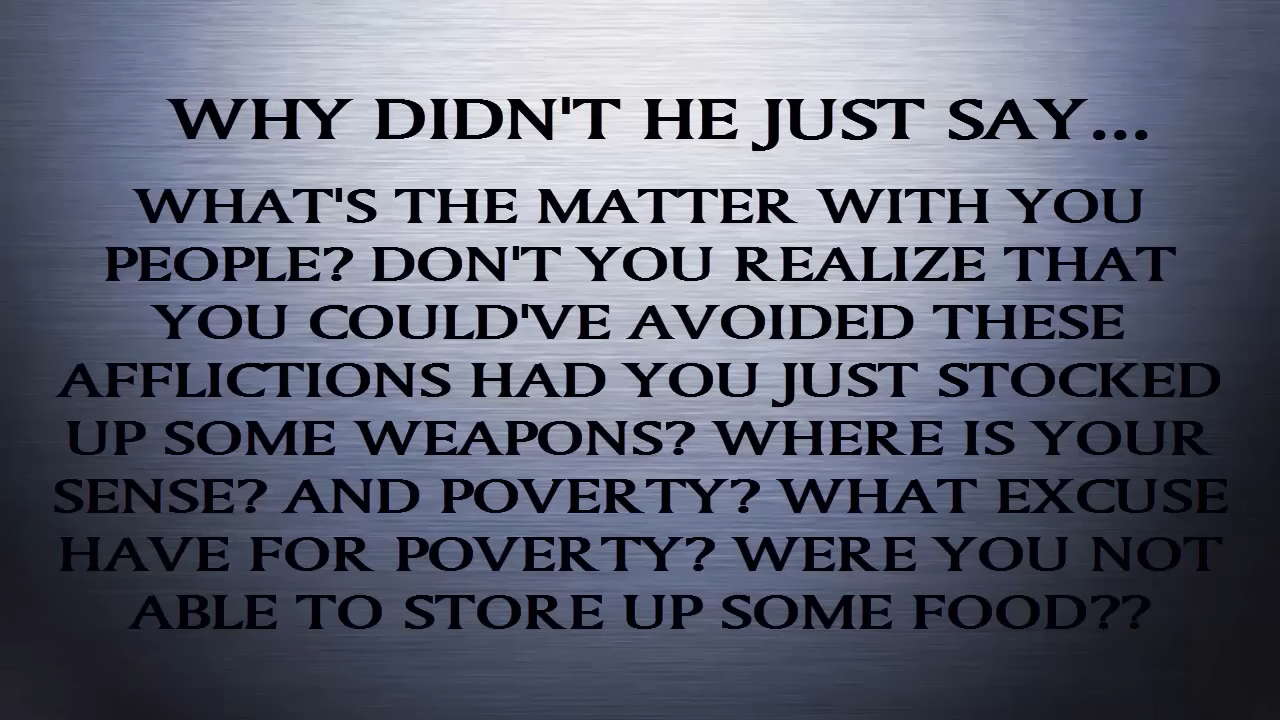 WHY DIDN'T HE JUST SAY...
WHAT'S THE MATTER WITH YOU
PEOPLE? DON'T YOU REALIZE THAT
YOU COULD'VE AVOIDED THESE
AFFLICTIONS HAD YOU JUST STOCKED
UP SOME WEAPONS? WHERE IS YOUR
SENSE? AND POVERTY? WHAT EXCUSE
HAVE FOR POVERTY? WERE YOU NOT
ABLE TO STORE UP SOME FOOD??